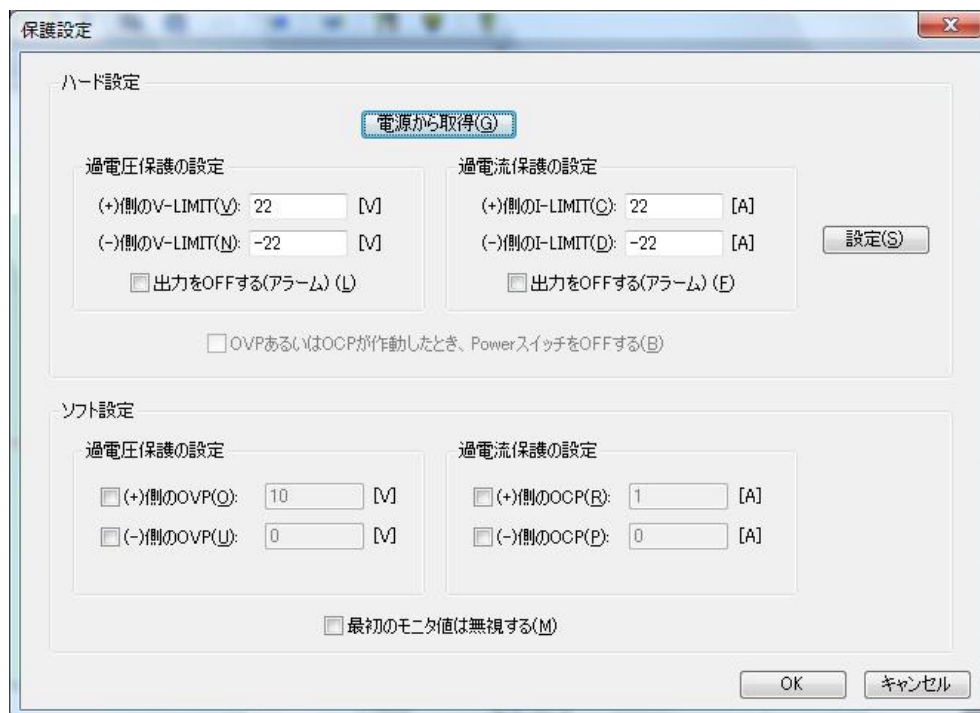 保護設定
ハード設定
電源から取得(G)
過電圧保護の設定
(+)側のV-LIMIT(V): 22 [V]
(-)側のV-LIMIT(N): -22 [V]
出力をOFFする(アラーム) (L)
過電流保護の設定
(+)側のI-LIMIT(C): 22 [A]
(-)側のI-LIMIT(D): -22 [A]
出力をOFFする(アラーム) (F)
設定(S)
OVPあるいはOCPが作動したとき、PowerスイッチをOFFする(B)
ソフト設定
過電圧保護の設定
(+)側のOVP(O): 10 [V]
(-)側のOVP(U): 0 [V]
過電流保護の設定
(+)側のOCP(R): 1 [A]
(-)側のOCP(P): 0 [A]
最初のモニタ値は無視する(M)
OK
キャンセル